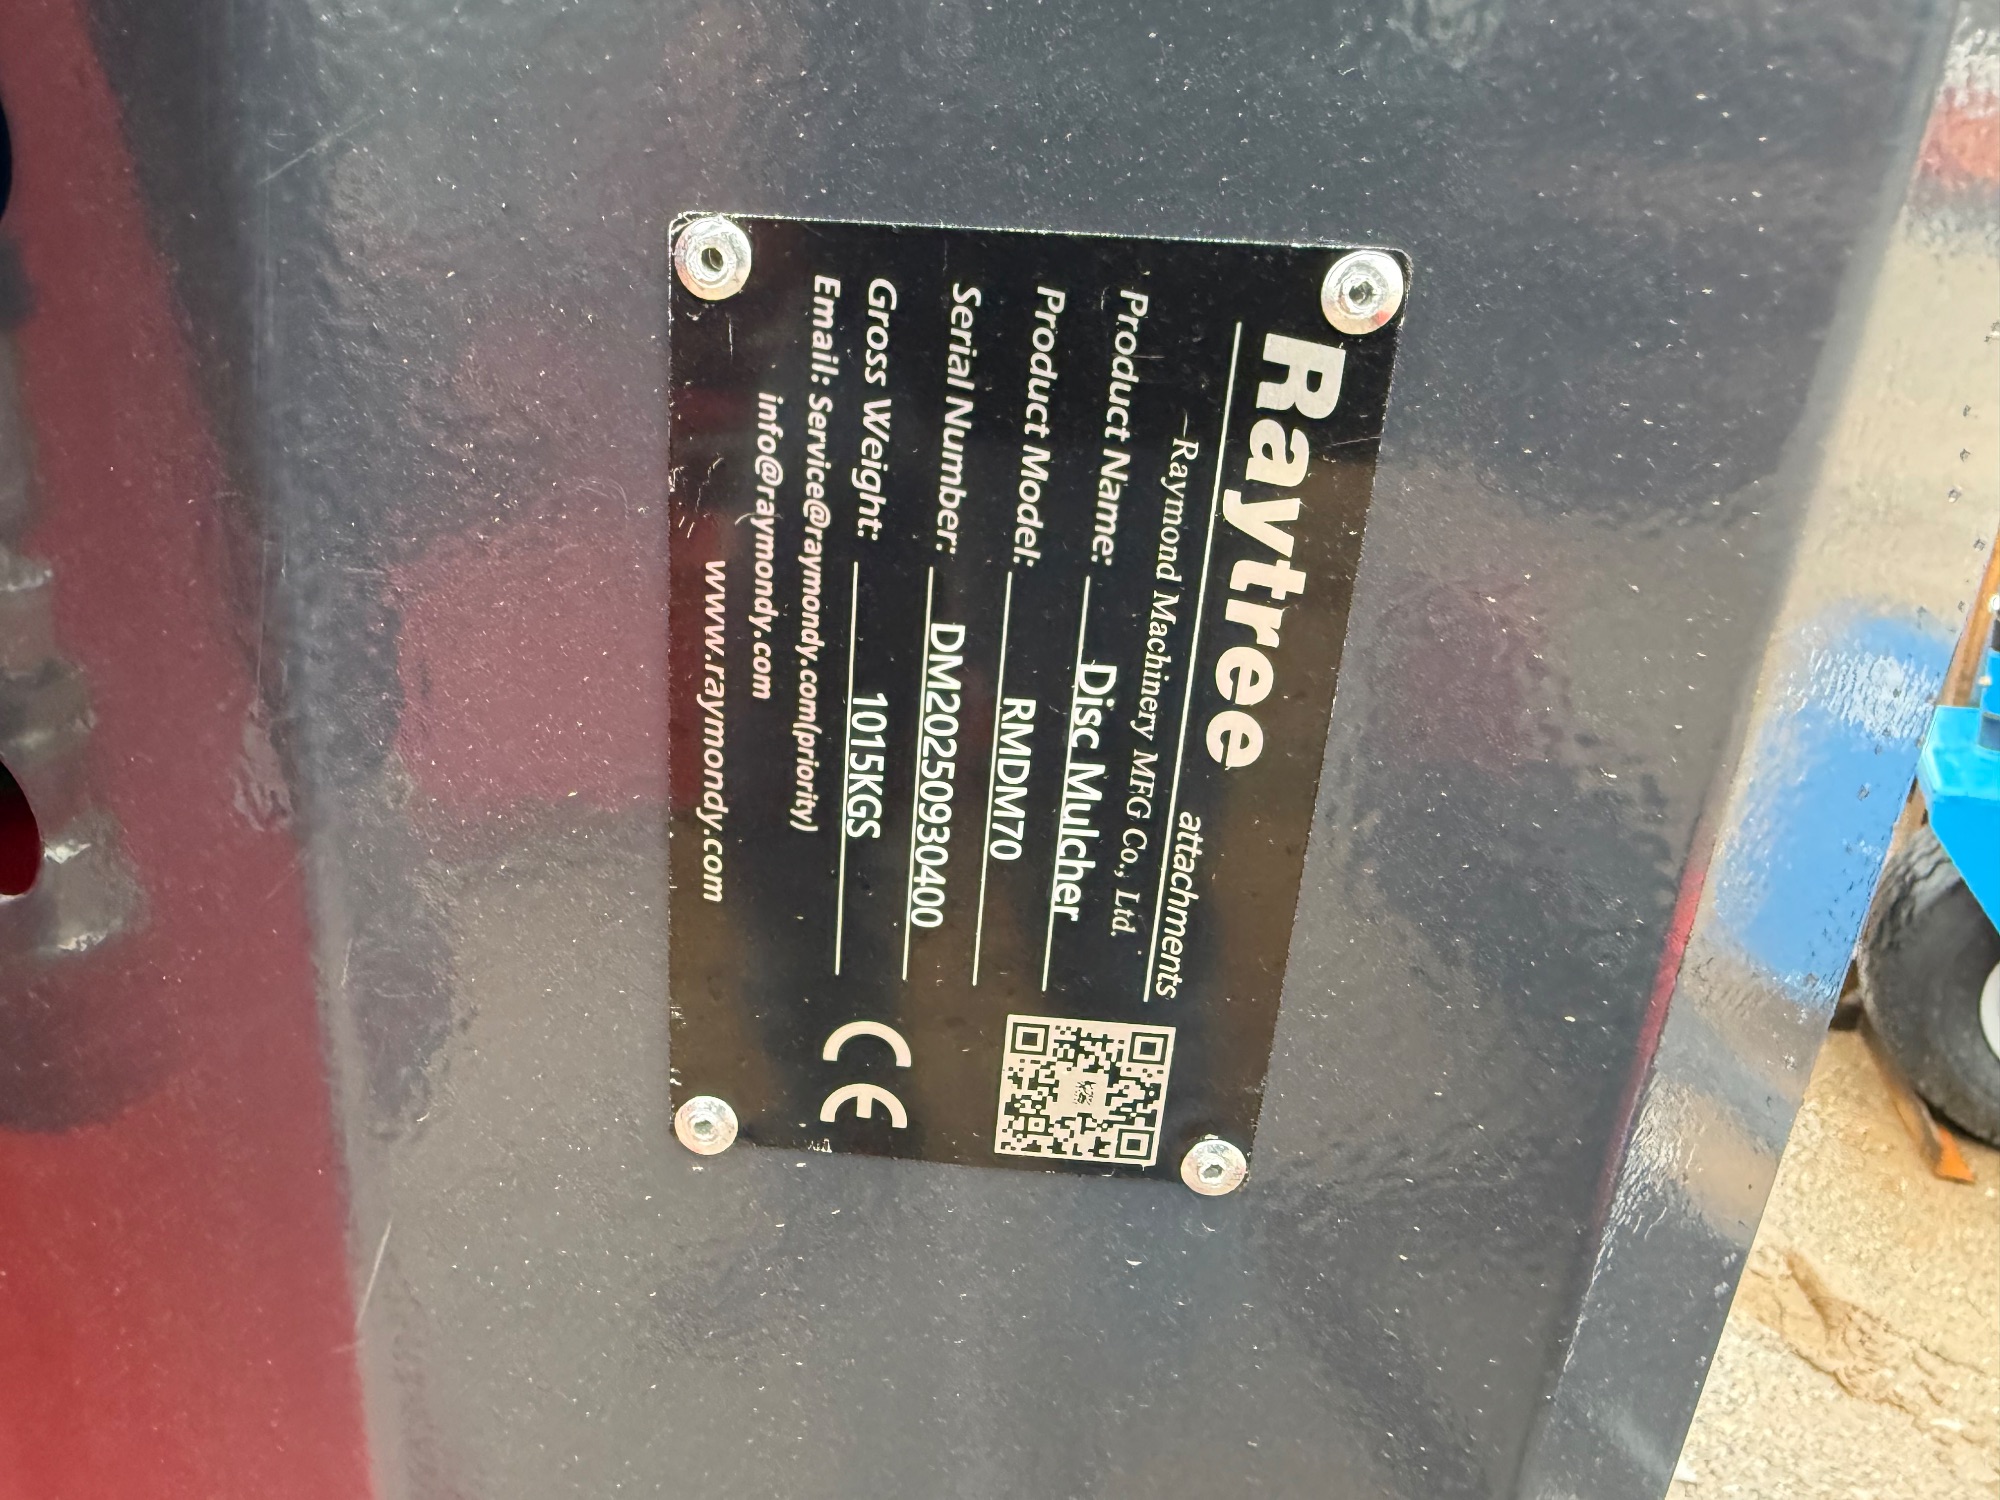 Raytree attachments
—Raymond Machinery MFG Co., Ltd.
Product Name: Disc Mulcher
Product Model: RMDM70
Serial Number: DM20250930400
Gross Weight: 1015KGS
Email: Service@raymondy.com(priority)
info@raymondy.com
www.raymondy.com
CE